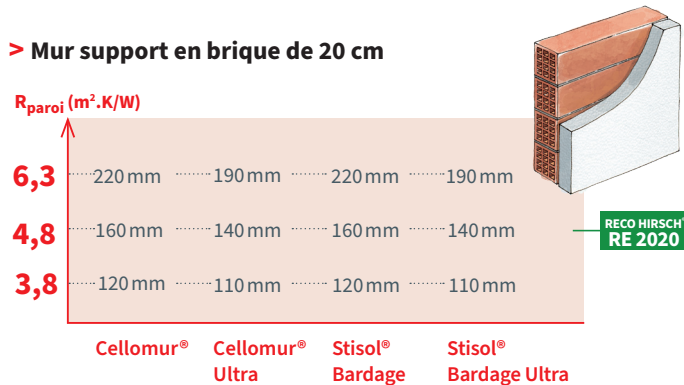 > Mur support en brique de 20 cm
Rparoi (m².K/W)
6,3 220 mm 190 mm 220 mm 190 mm
4,8 160 mm 140 mm 160 mm 140 mm
RECO HIRSCH
RE 2020
3,8 120 mm 110 mm 120 mm 110 mm
Cellomur® Cellomur® Stisol® Stisol®
Ultra Bardage Bardage Ultra